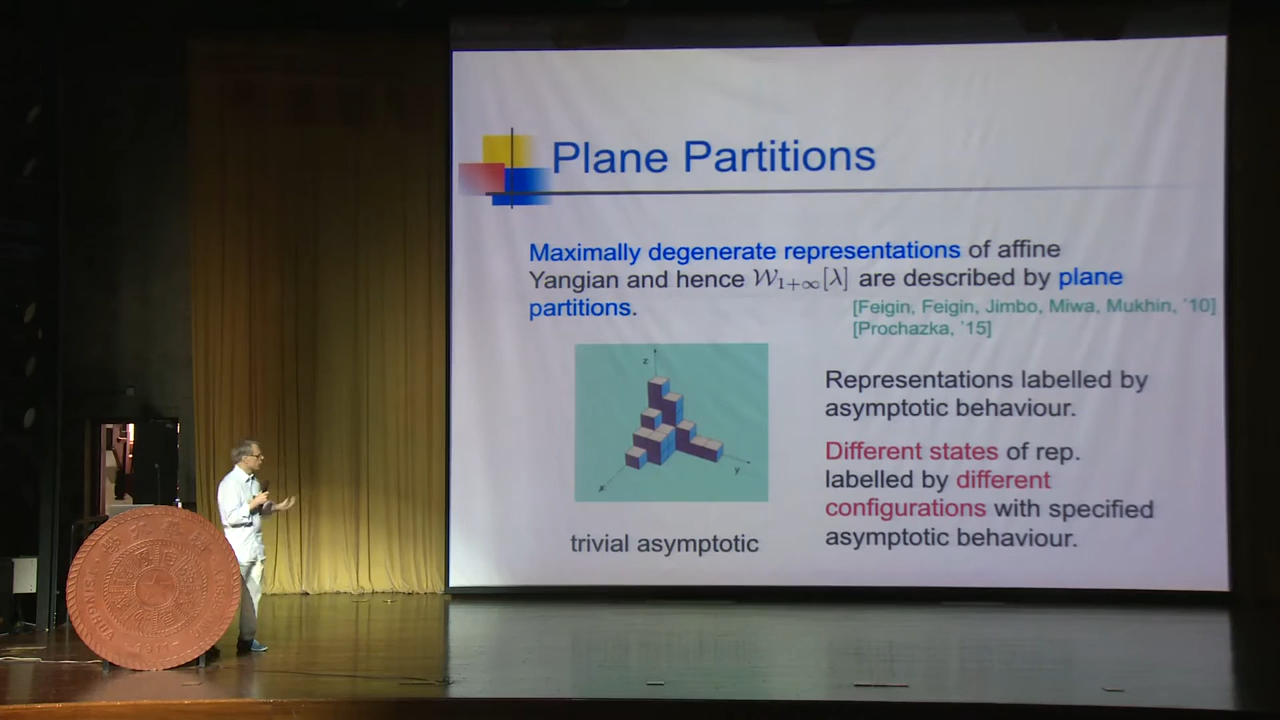 Plane Partitions
Maximally degenerate representations of affine
Yangian and hence 𝒲₁₊∞[λ] are described by plane
partitions.
[Feigin, Feigin, Jimbo, Miwa, Mukhin, '10]
[Prochazka, '15]
z
y
x
trivial asymptotic
Representations labelled by
asymptotic behaviour.
Different states of rep.
labelled by different
configurations with specified
asymptotic behaviour.
1911